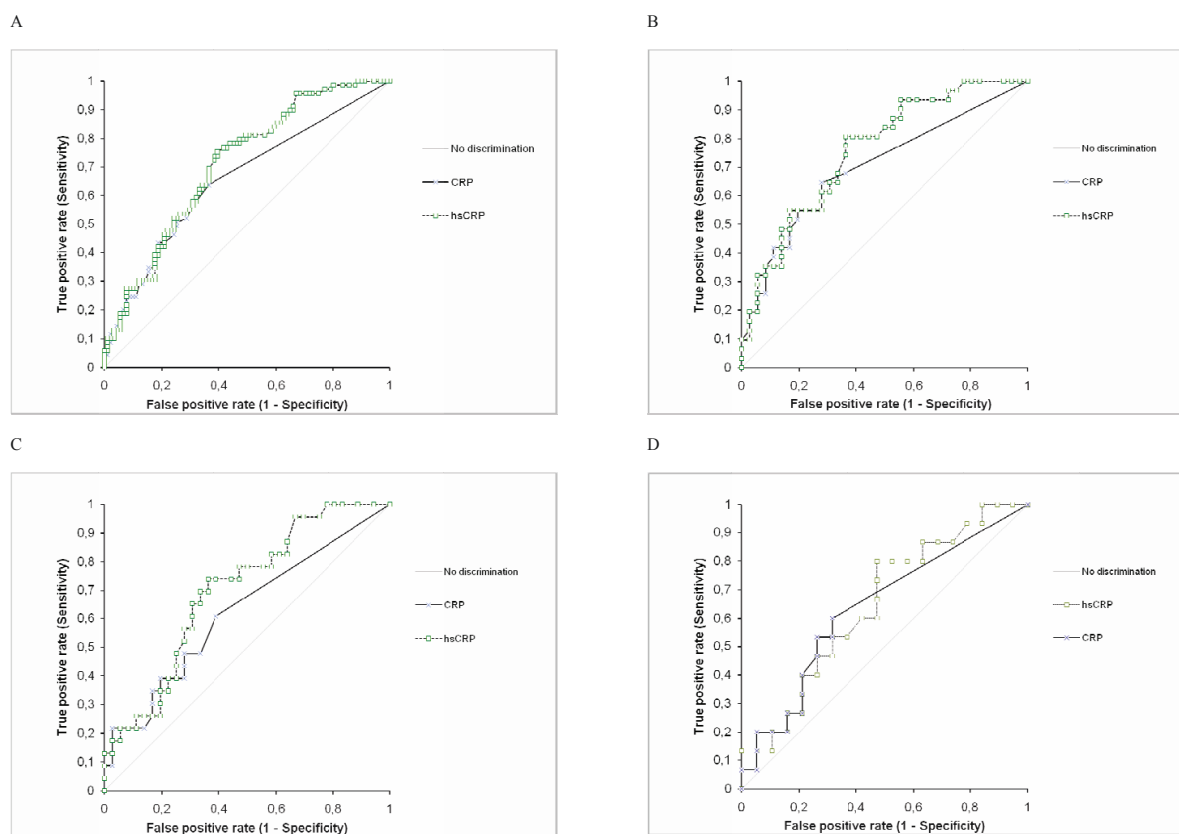 A
True positive rate (Sensitivity)
1
0,9
0,8
0,7
0,6
0,5
0,4
0,3
0,2
0,1
0
0 0,2 0,4 0,6 0,8 1
False positive rate (1 - Specificity)
No discrimination
CRP
hsCRP
B
True positive rate (Sensitivity)
1
0,9
0,8
0,7
0,6
0,5
0,4
0,3
0,2
0,1
0
0 0,2 0,4 0,6 0,8 1
False positive rate (1 - Specificity)
No discrimination
CRP
hsCRP
C
True positive rate (Sensitivity)
1
0,9
0,8
0,7
0,6
0,5
0,4
0,3
0,2
0,1
0
0 0,2 0,4 0,6 0,8 1
False positive rate (1 - Specificity)
No discrimination
CRP
hsCRP
D
True positive rate (Sensitivity)
1
0,9
0,8
0,7
0,6
0,5
0,4
0,3
0,2
0,1
0
0 0,2 0,4 0,6 0,8 1
False positive rate (1 - Specificity)
No discrimination
hsCRP
CRP